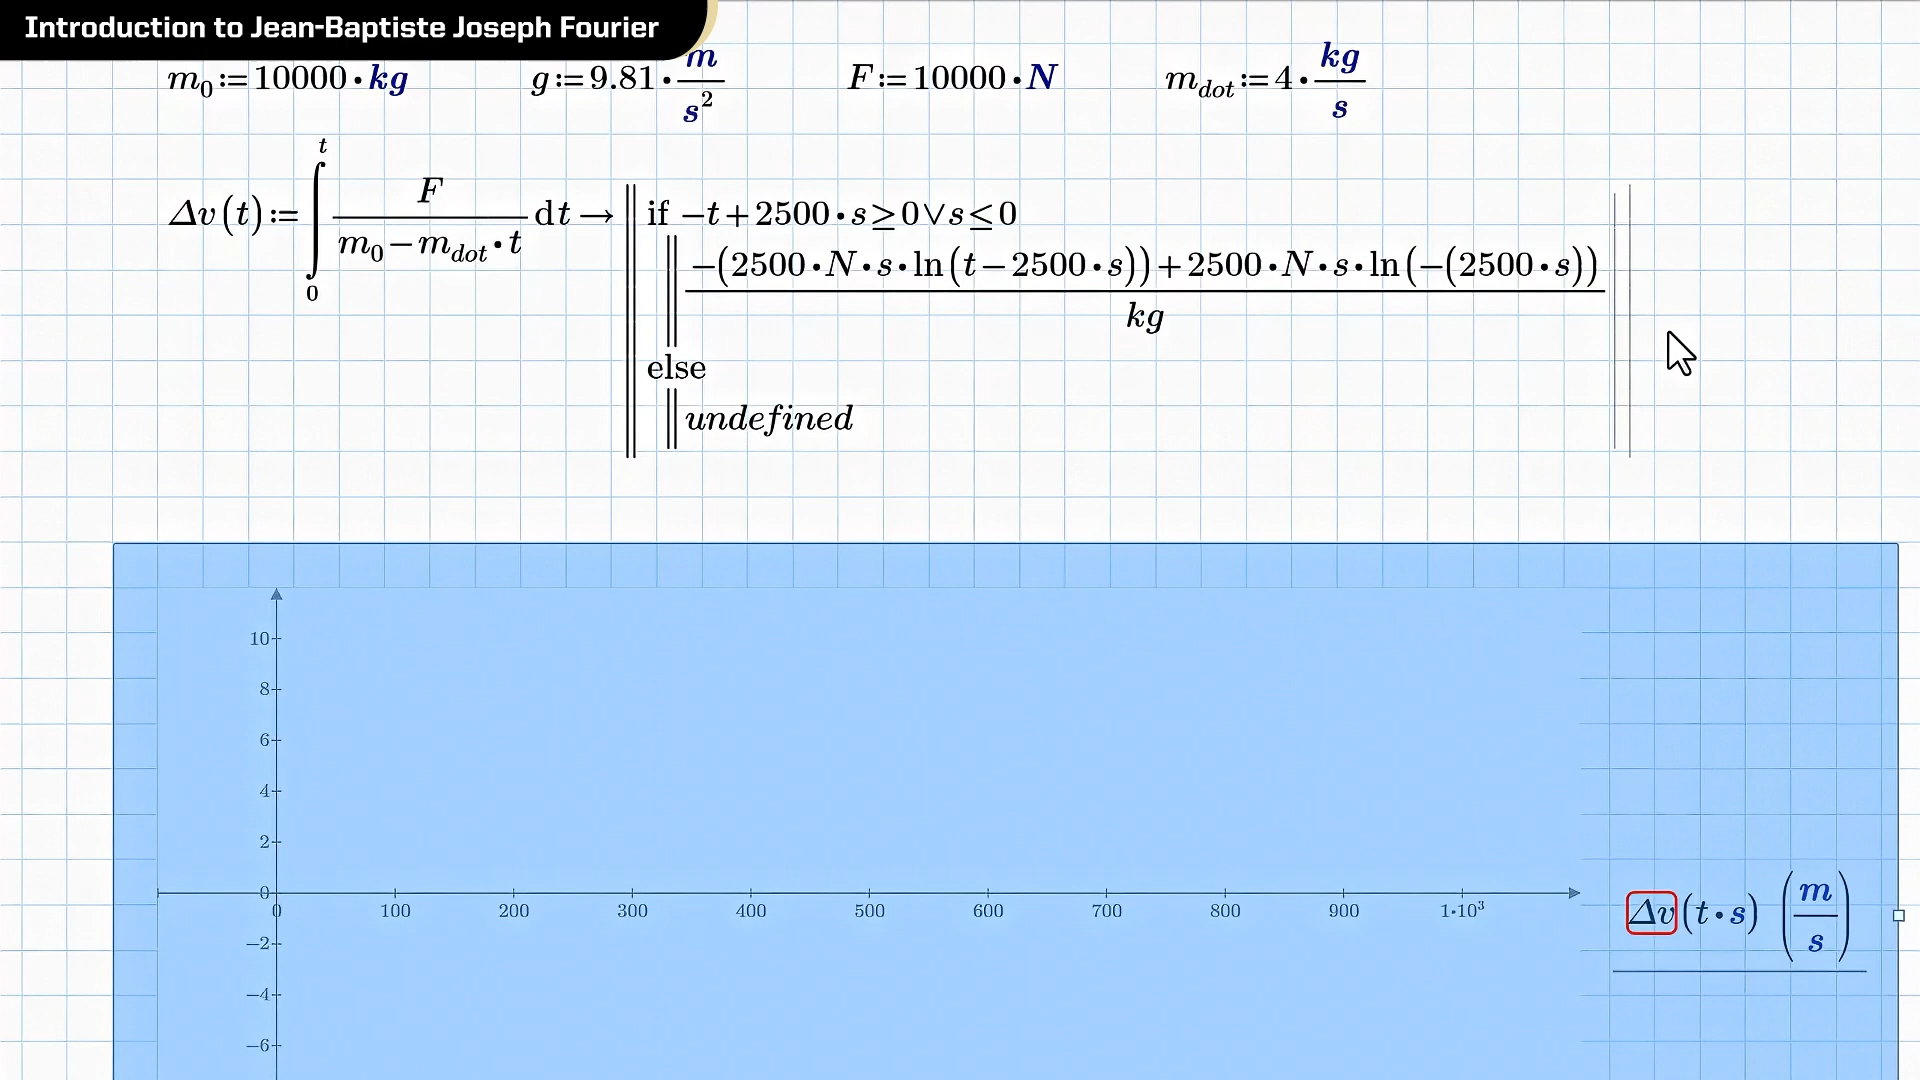 Introduction to Jean-Baptiste Joseph Fourier
m₀:=10000·kg g:=9.81·m/s² F:=10000·N m_dot:=4·kg/s
Δv(t):=∫₀ᵗ F/(m₀−m_dot·t) dt→ if −t+2500·s≥0∨s≤0
(−(2500·N·s·ln(t−2500·s))+2500·N·s·ln(−(2500·s)))/kg
else
undefined
10
8
6
4
2
0
0 100 200 300 400 500 600 700 800 900 1·10³
Δv(t·s) (m/s)
−2
−4
−6